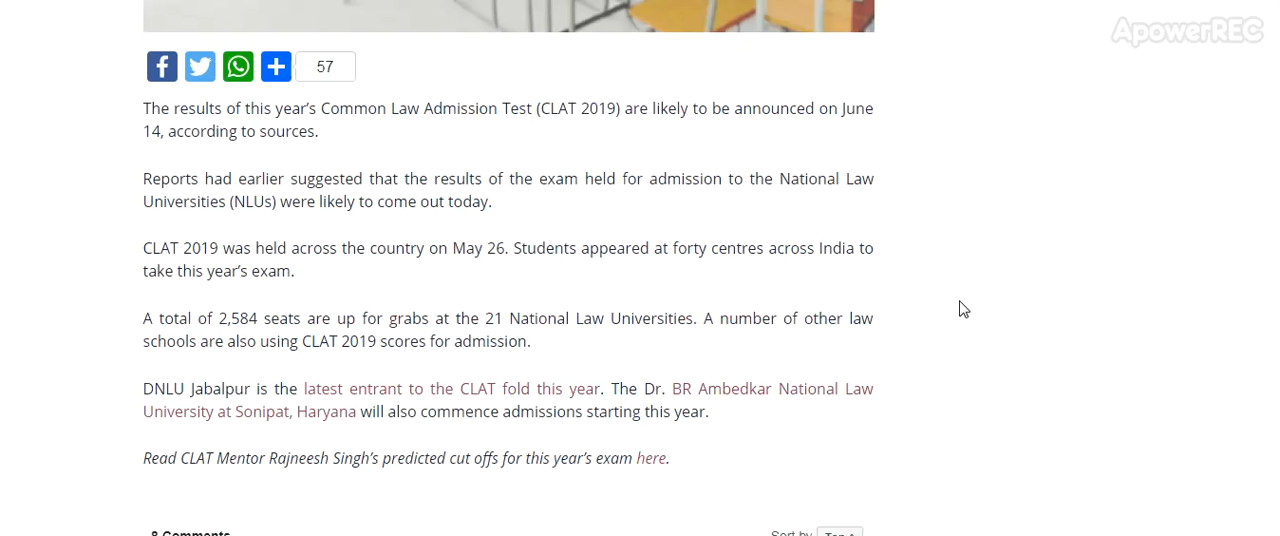 ApowerREC
57
The results of this year’s Common Law Admission Test (CLAT 2019) are likely to be announced on June
14, according to sources.
Reports had earlier suggested that the results of the exam held for admission to the National Law
Universities (NLUs) were likely to come out today.
CLAT 2019 was held across the country on May 26. Students appeared at forty centres across India to
take this year’s exam.
A total of 2,584 seats are up for grabs at the 21 National Law Universities. A number of other law
schools are also using CLAT 2019 scores for admission.
DNLU Jabalpur is the latest entrant to the CLAT fold this year. The Dr. BR Ambedkar National Law
University at Sonipat, Haryana will also commence admissions starting this year.
Read CLAT Mentor Rajneesh Singh’s predicted cut offs for this year’s exam here.
8 Comments Sort by Top